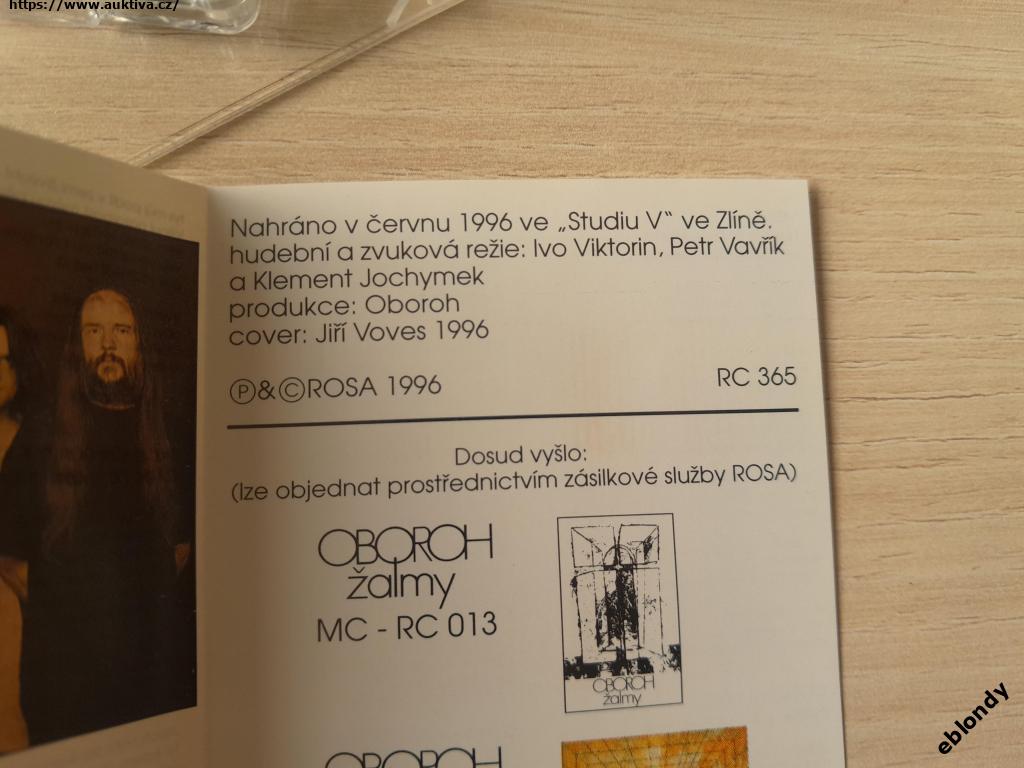 https://www.auktiva.cz/
Nahráno v červnu 1996 ve „Studiu V“ ve Zlíně.
hudební a zvuková režie: Ivo Viktorin, Petr Vavřík
a Klement Jochymek
produkce: Oboroh
cover: Jiří Voves 1996
Ⓟ&ⒸROSA 1996
RC 365
Dosud vyšlo:
(lze objednat prostřednictvím zásilkové služby ROSA)
OBOROH
žalmy
MC - RC 013
OBOROH
žalmy
OBOROH
eblondy